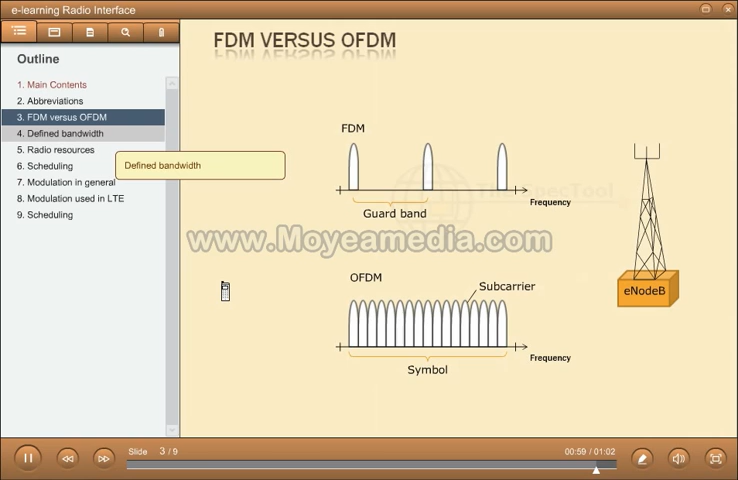 e-learning Radio Interface
Outline
1. Main Contents
2. Abbreviations
3. FDM versus OFDM
4. Defined bandwidth
5. Radio resources
6. Scheduling
7. Modulation in general
8. Modulation used in LTE
9. Scheduling
Defined bandwidth
FDM VERSUS OFDM
FDM
Frequency
Guard band
www.Moyeamedia.com
OFDM
Subcarrier
eNodeB
Frequency
Symbol
Slide 3 / 9
00:59 / 01:02